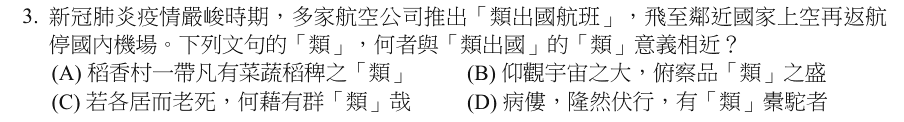 3. 新冠肺炎疫情嚴峻時期，多家航空公司推出「類出國航班」，飛至鄰近國家上空再返航
停國內機場。下列文句的「類」，何者與「類出國」的「類」意義相近？
(A) 稻香村一帶凡有菜蔬稻稗之「類」 (B) 仰觀宇宙之大，俯察品「類」之盛
(C) 若各居而老死，何藉有群「類」哉 (D) 病僂，隆然伏行，有「類」橐駝者